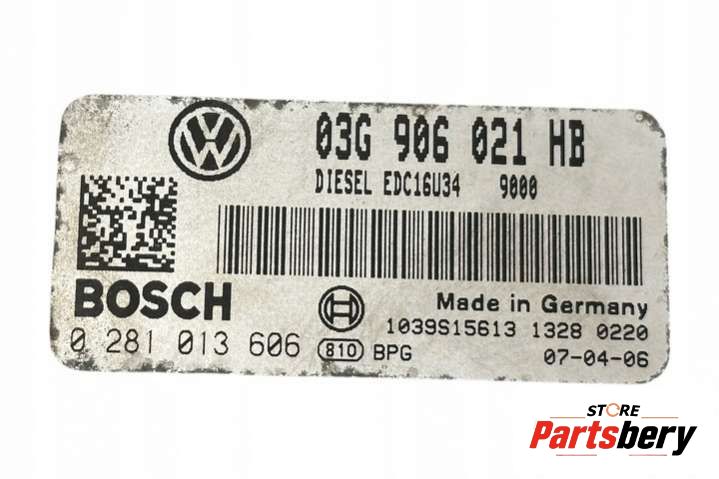 03G 906 021 HB
DIESEL EDC16U34 9000
BOSCH
Made in Germany
1039S15613 1328 0220
0 281 013 606
810 BPG
07-04-06
STORE
Partsbery